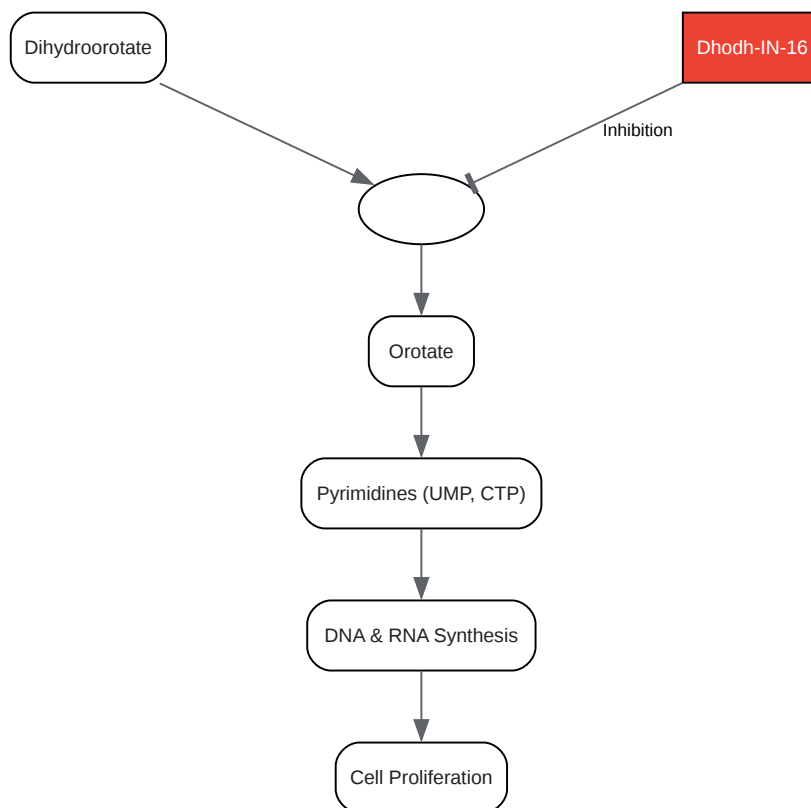 Dihydroorotate
Dhodh-IN-16
Inhibition
Orotate
Pyrimidines (UMP, CTP)
DNA & RNA Synthesis
Cell Proliferation